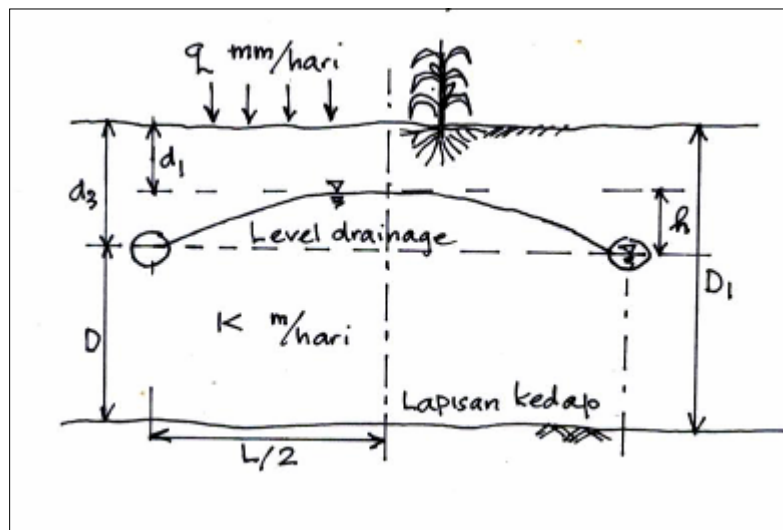 q mm/hari
d1
d3
h
Level drainage
D1
D
K m/hari
Lapisan kedap
L/2